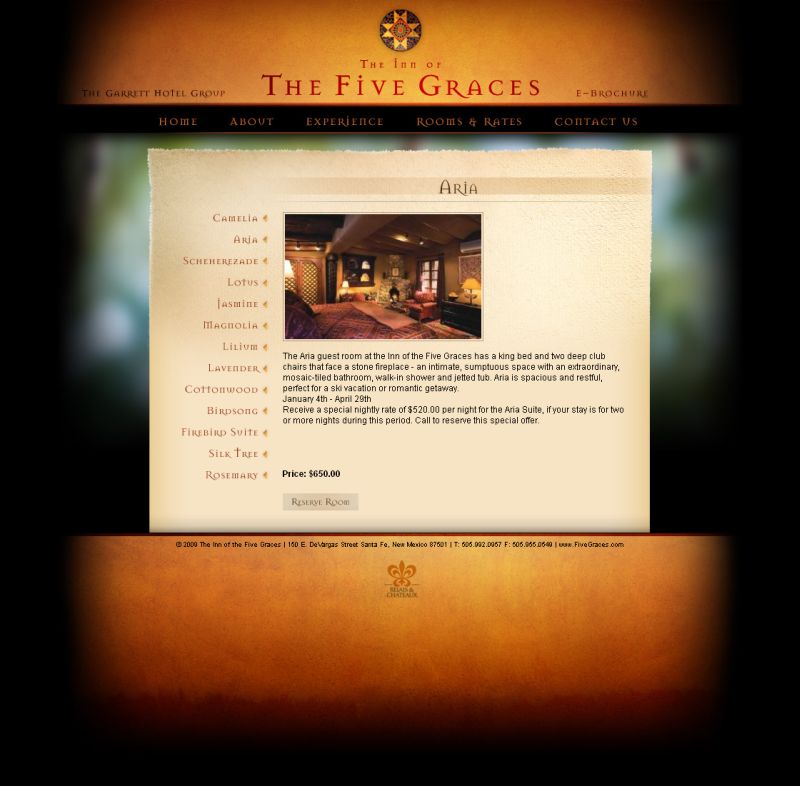 The Inn of
The Five Graces
The Garrett Hotel Group
E-Brochure
Home About Experience Rooms & Rates Contact Us
Aria
Camelia
Aria
Scheherezade
Lotus
Jasmine
Magnolia
Lilium
Lavender
Cottonwood
Birdsong
Firebird Suite
Silk Tree
Rosemary
The Aria guest room at the Inn of the Five Graces has a king bed and two deep club
chairs that face a stone fireplace - an intimate, sumptuous space with an extraordinary,
mosaic-tiled bathroom, walk-in shower and jetted tub. Aria is spacious and restful,
perfect for a ski vacation or romantic getaway.
January 4th - April 29th
Receive a special nightly rate of $520.00 per night for the Aria Suite, if your stay is for two
or more nights during this period. Call to reserve this special offer.
Price: $650.00
Reserve Room
© 2009 The Inn of the Five Graces | 150 E. DeVargas Street Santa Fe, New Mexico 87501 | T: 505.992.0957 F: 505.955.0549 | www.FiveGraces.com
RELAIS &
CHATEAUX